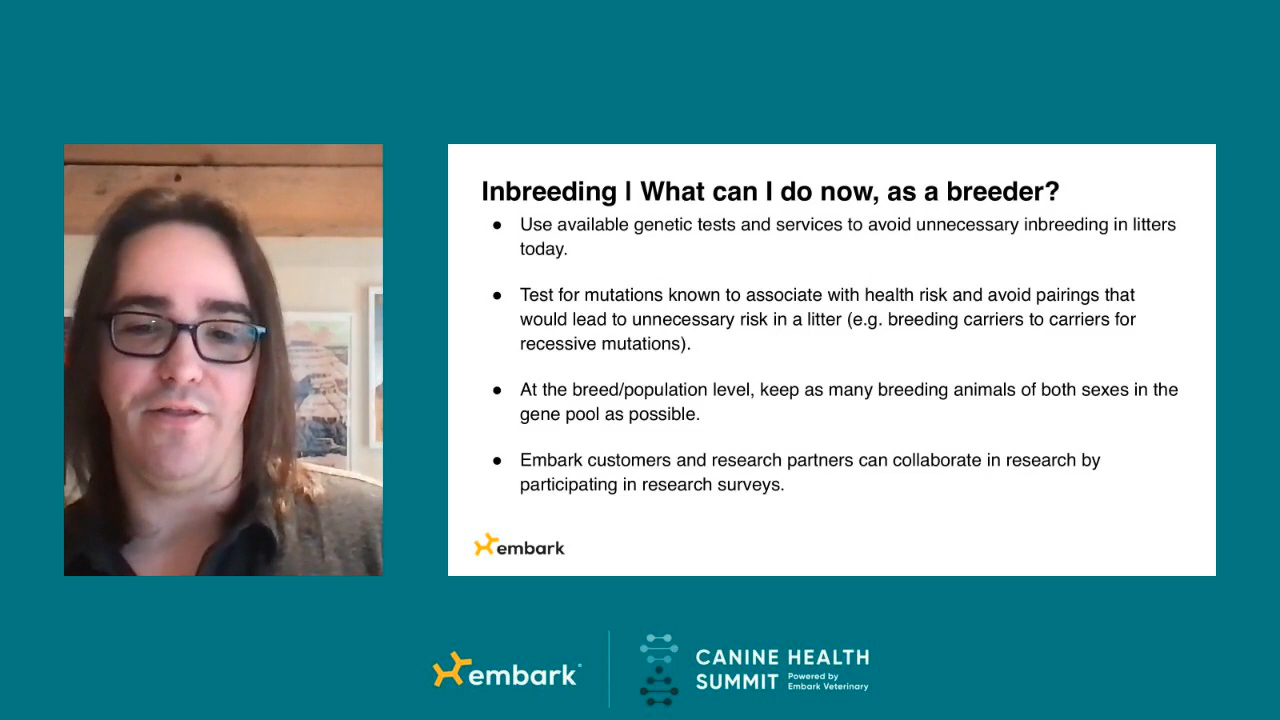 Inbreeding | What can I do now, as a breeder?
● Use available genetic tests and services to avoid unnecessary inbreeding in litters
today.
● Test for mutations known to associate with health risk and avoid pairings that
would lead to unnecessary risk in a litter (e.g. breeding carriers to carriers for
recessive mutations).
● At the breed/population level, keep as many breeding animals of both sexes in the
gene pool as possible.
● Embark customers and research partners can collaborate in research by
participating in research surveys.
embark
embark
CANINE HEALTH
SUMMIT Powered by
Embark Veterinary